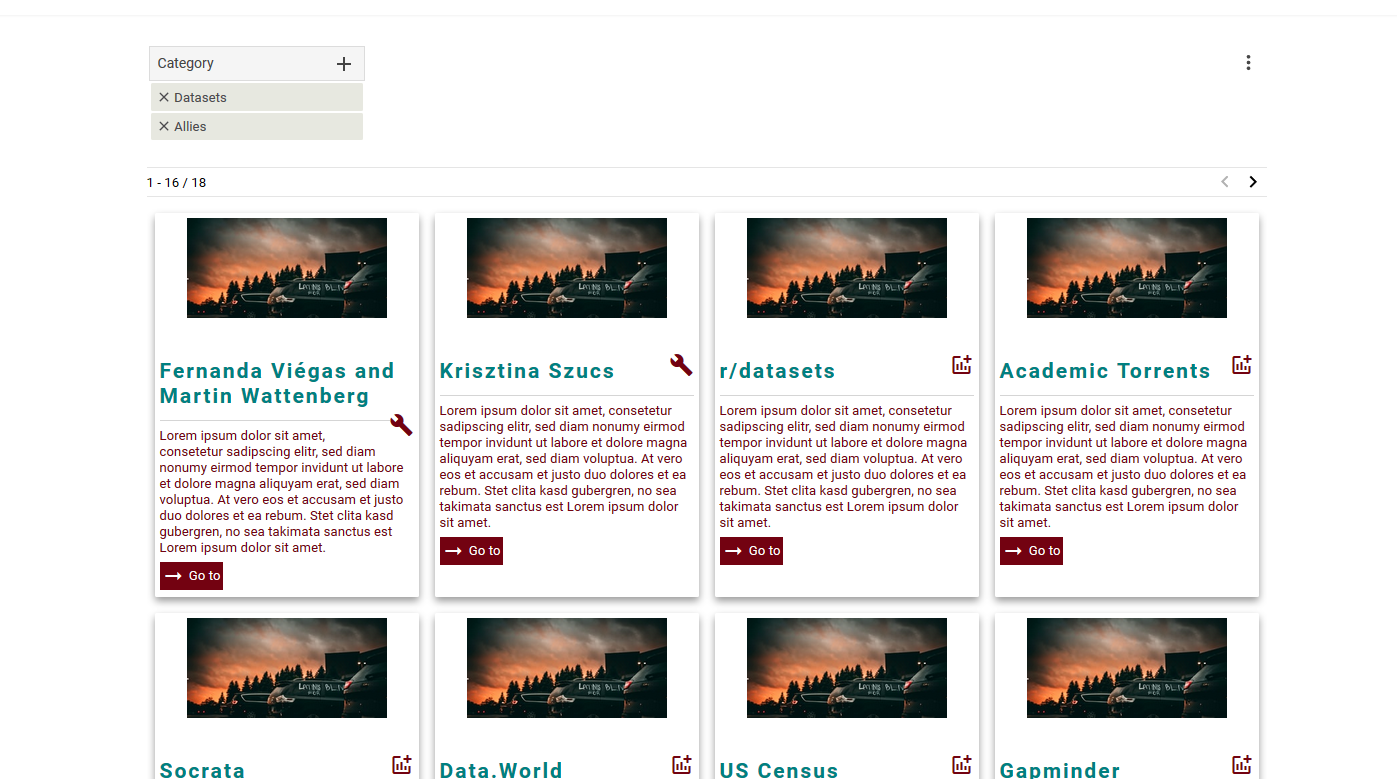 Category
Datasets
Allies
1 - 16 / 18
Fernanda Viégas and
Martin Wattenberg
Lorem ipsum dolor sit amet,
consetetur sadipscing elitr, sed diam
nonumy eirmod tempor invidunt ut labore
et dolore magna aliquyam erat, sed diam
voluptua. At vero eos et accusam et justo
duo dolores et ea rebum. Stet clita kasd
gubergren, no sea takimata sanctus est
Lorem ipsum dolor sit amet.
Go to
Krisztina Szucs
Lorem ipsum dolor sit amet, consetetur
sadipscing elitr, sed diam nonumy eirmod
tempor invidunt ut labore et dolore magna
aliquyam erat, sed diam voluptua. At vero
eos et accusam et justo duo dolores et ea
rebum. Stet clita kasd gubergren, no sea
takimata sanctus est Lorem ipsum dolor
sit amet.
Go to
r/datasets
Lorem ipsum dolor sit amet, consetetur
sadipscing elitr, sed diam nonumy eirmod
tempor invidunt ut labore et dolore magna
aliquyam erat, sed diam voluptua. At vero
eos et accusam et justo duo dolores et ea
rebum. Stet clita kasd gubergren, no sea
takimata sanctus est Lorem ipsum dolor
sit amet.
Go to
Academic Torrents
Lorem ipsum dolor sit amet, consetetur
sadipscing elitr, sed diam nonumy eirmod
tempor invidunt ut labore et dolore magna
aliquyam erat, sed diam voluptua. At vero
eos et accusam et justo duo dolores et ea
rebum. Stet clita kasd gubergren, no sea
takimata sanctus est Lorem ipsum dolor
sit amet.
Go to
Socrata
Data.World
US Census
Gapminder